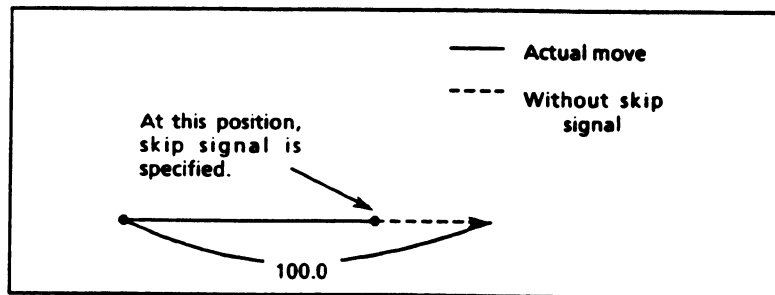 Actual move
Without skip
signal
At this position,
skip signal is
specified.
100.0